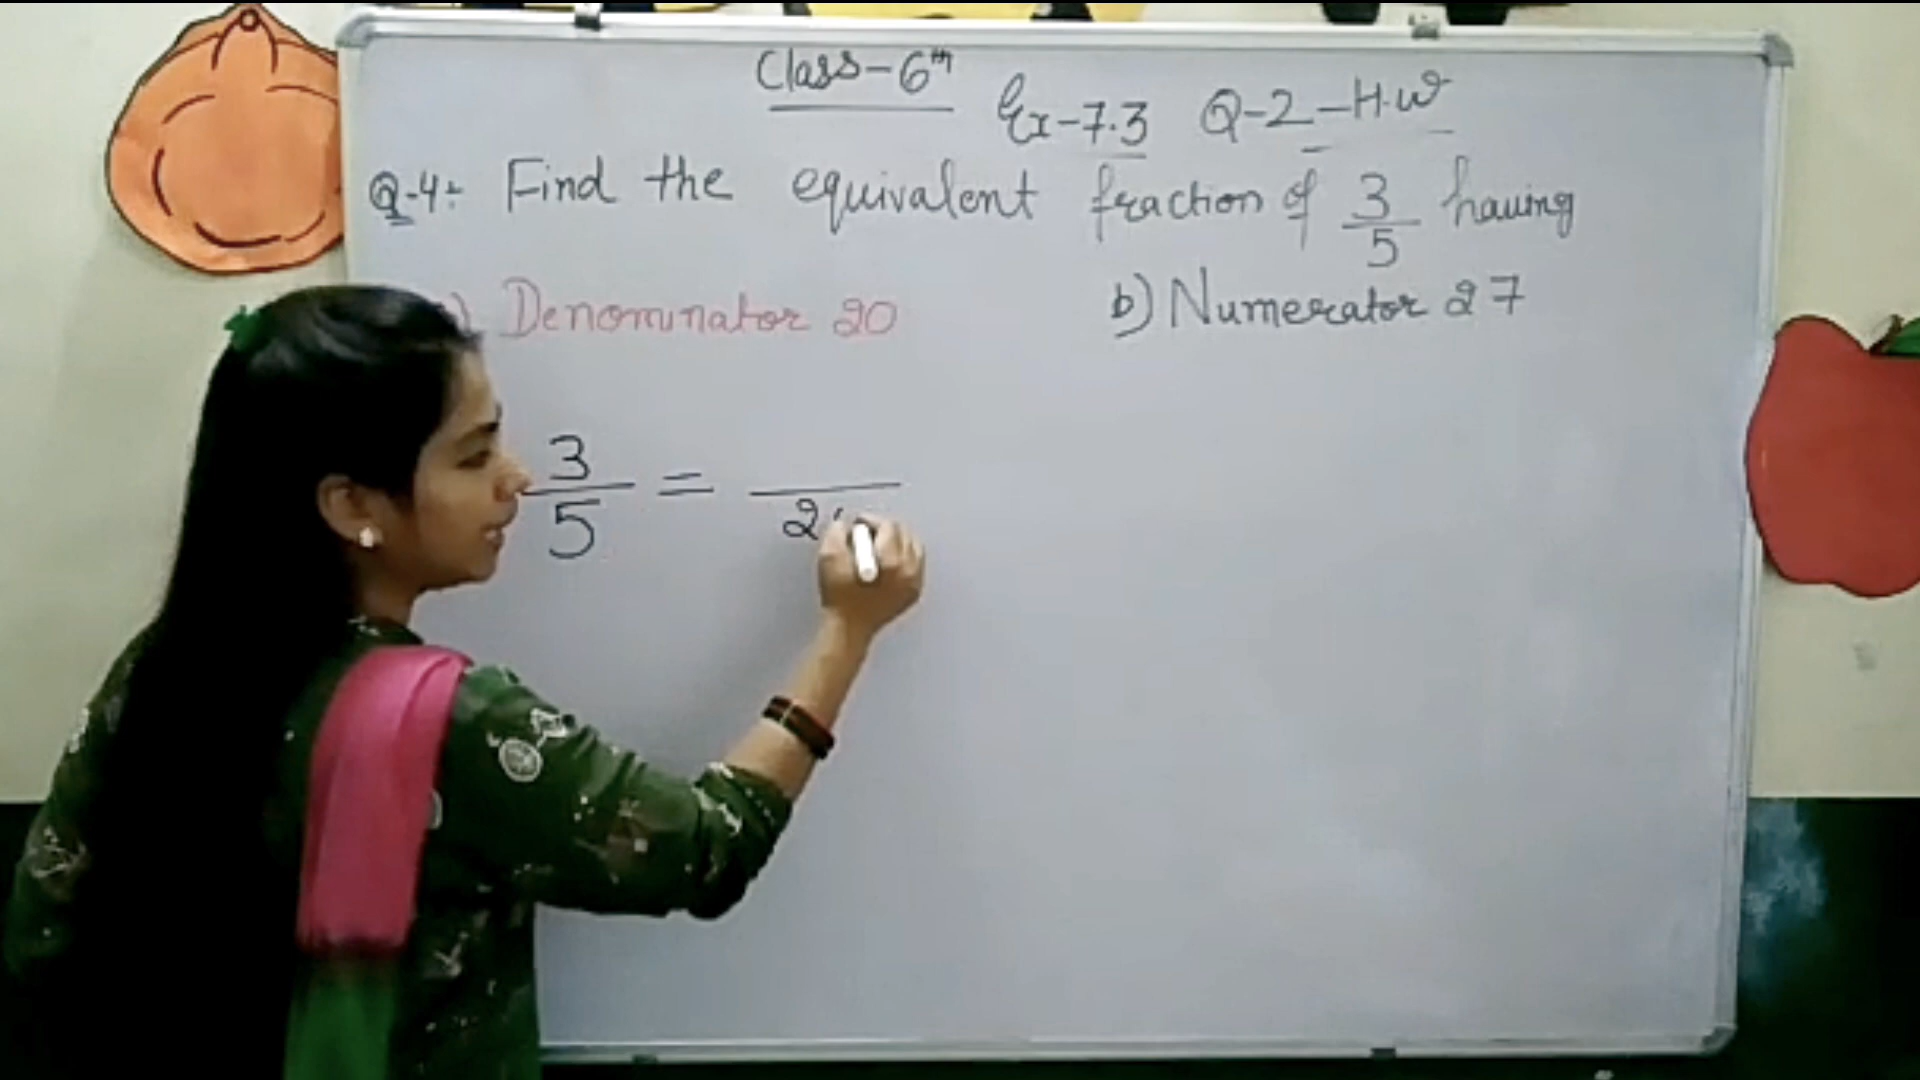 Class-6th
Ex-7.3 Q-2-H.W
Q-4:- Find the equivalent fraction of 3/5 having
) Denominator 20
b) Numerator 27
3/5 = /2